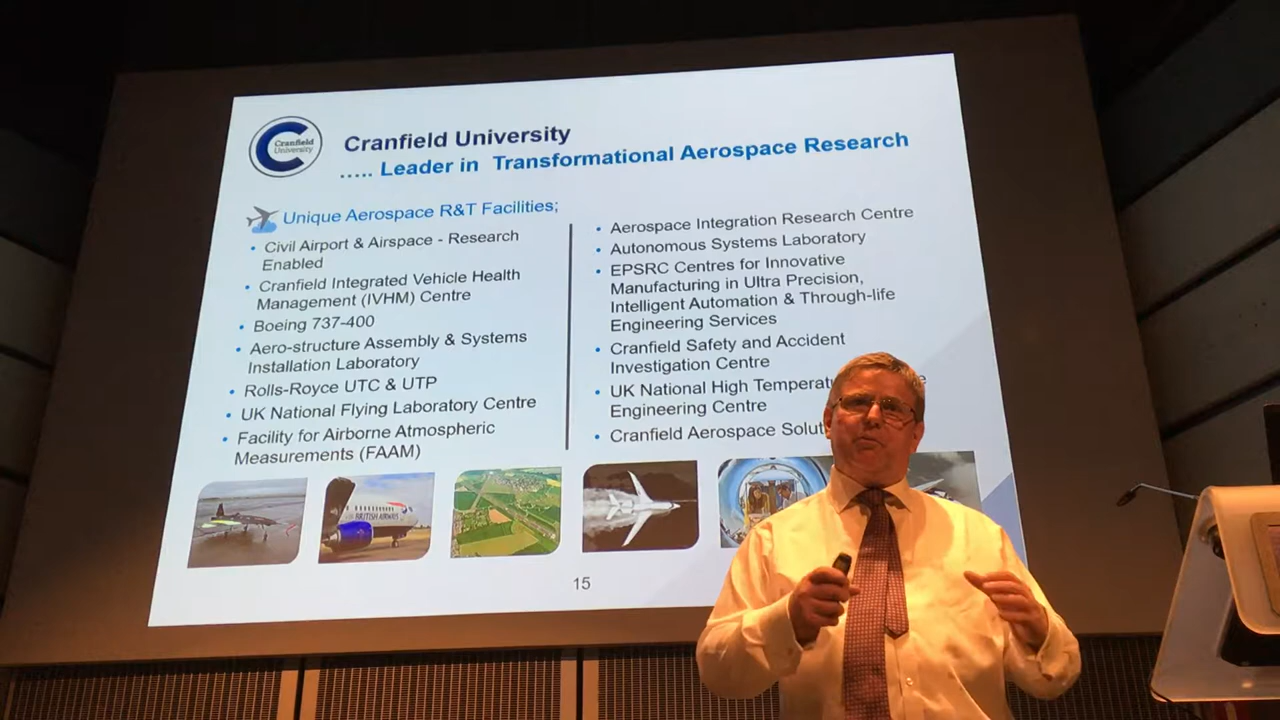 Cranfield
University
Cranfield University
..... Leader in Transformational Aerospace Research
Unique Aerospace R&T Facilities;
• Civil Airport & Airspace - Research
Enabled
• Cranfield Integrated Vehicle Health
Management (IVHM) Centre
• Boeing 737-400
• Aero-structure Assembly & Systems
Installation Laboratory
• Rolls-Royce UTC & UTP
• UK National Flying Laboratory Centre
• Facility for Airborne Atmospheric
Measurements (FAAM)
• Aerospace Integration Research Centre
• Autonomous Systems Laboratory
• EPSRC Centres for Innovative
Manufacturing in Ultra Precision,
Intelligent Automation & Through-life
Engineering Services
• Cranfield Safety and Accident
Investigation Centre
• UK National High Temperatu
Engineering Centre
• Cranfield Aerospace Solut
BRITISH AIRWAYS
15